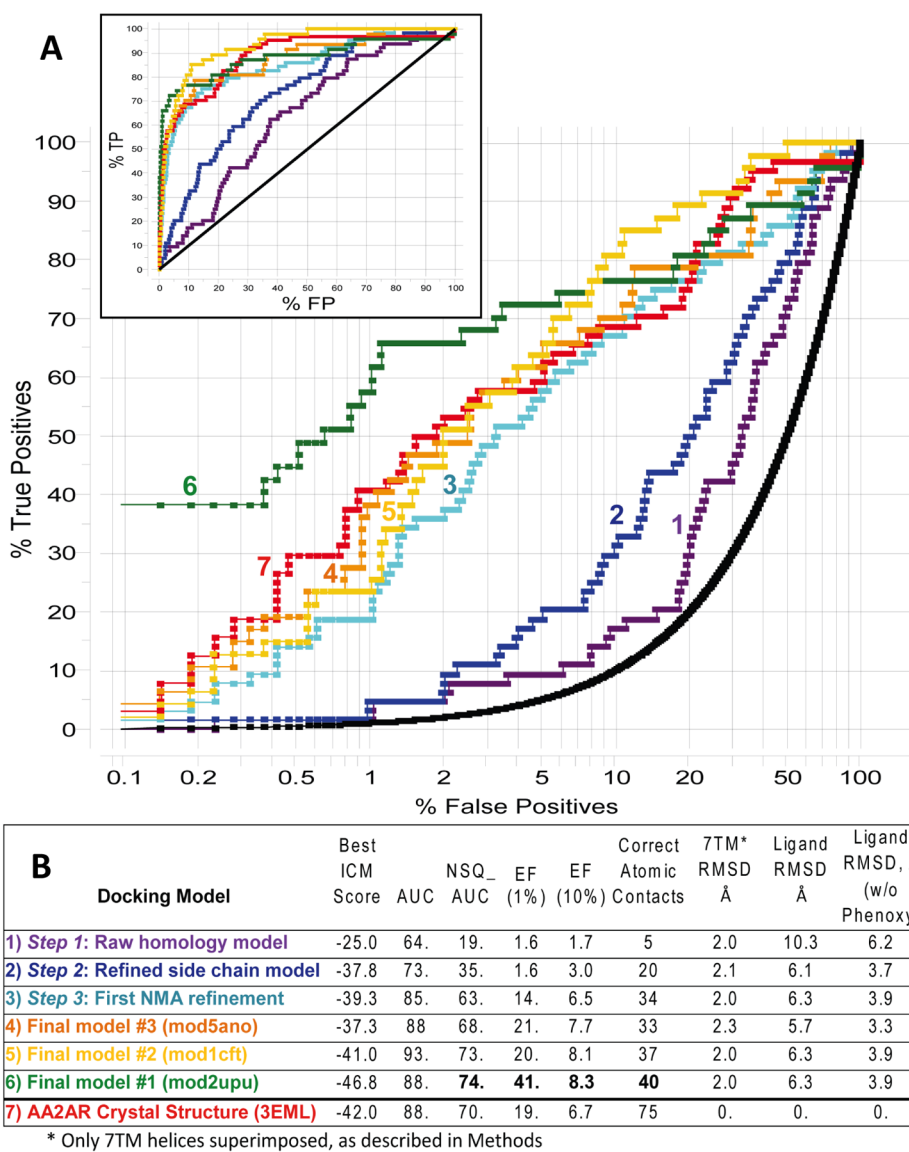 A
100
90
80
70
60
50
40
30
20
10
0
% TP
0 10 20 30 40 50 60 70 80 90 100
% FP
100
90
80
70
60
50
40
30
20
10
0
% True Positives
6
7
4
5
3
2
1
0.1 0.2 0.5 1 2 5 10 20 50 100
% False Positives
B
Docking Model
Best ICM Score
AUC
NSQ_ AUC
EF (1%)
EF (10%)
Correct Atomic Contacts
7TM* RMSD Å
Ligand RMSD Å
Ligand RMSD, (w/o Phenoxy
1) Step 1: Raw homology model -25.0 64. 19. 1.6 1.7 5 2.0 10.3 6.2
2) Step 2: Refined side chain model -37.8 73. 35. 1.6 3.0 20 2.1 6.1 3.7
3) Step 3: First NMA refinement -39.3 85. 63. 14. 6.5 34 2.0 6.3 3.9
4) Final model #3 (mod5ano) -37.3 88 68. 21. 7.7 33 2.3 5.7 3.3
5) Final model #2 (mod1cft) -41.0 93. 73. 20. 8.1 37 2.0 6.3 3.9
6) Final model #1 (mod2upu) -46.8 88. 74. 41. 8.3 40 2.0 6.3 3.9
7) AA2AR Crystal Structure (3EML) -42.0 88. 70. 19. 6.7 75 0. 0. 0.
* Only 7TM helices superimposed, as described in Methods